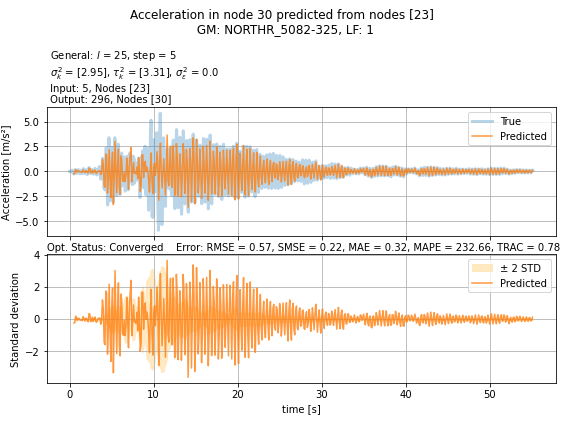 Acceleration in node 30 predicted from nodes [23]
GM: NORTHR_5082-325, LF: 1
General: l = 25, step = 5
σ²ₖ = [2.95], τ²ₖ = [3.31], σ²ᵣ = 0.0
Input: 5, Nodes [23]
Output: 296, Nodes [30]
Acceleration [m/s²]
5.0
2.5
0.0
−2.5
−5.0
True
Predicted
Opt. Status: Converged Error: RMSE = 0.57, SMSE = 0.22, MAE = 0.32, MAPE = 232.66, TRAC = 0.78
Standard deviation
4
2
0
−2
± 2 STD
Predicted
0 10 20 30 40 50
time [s]